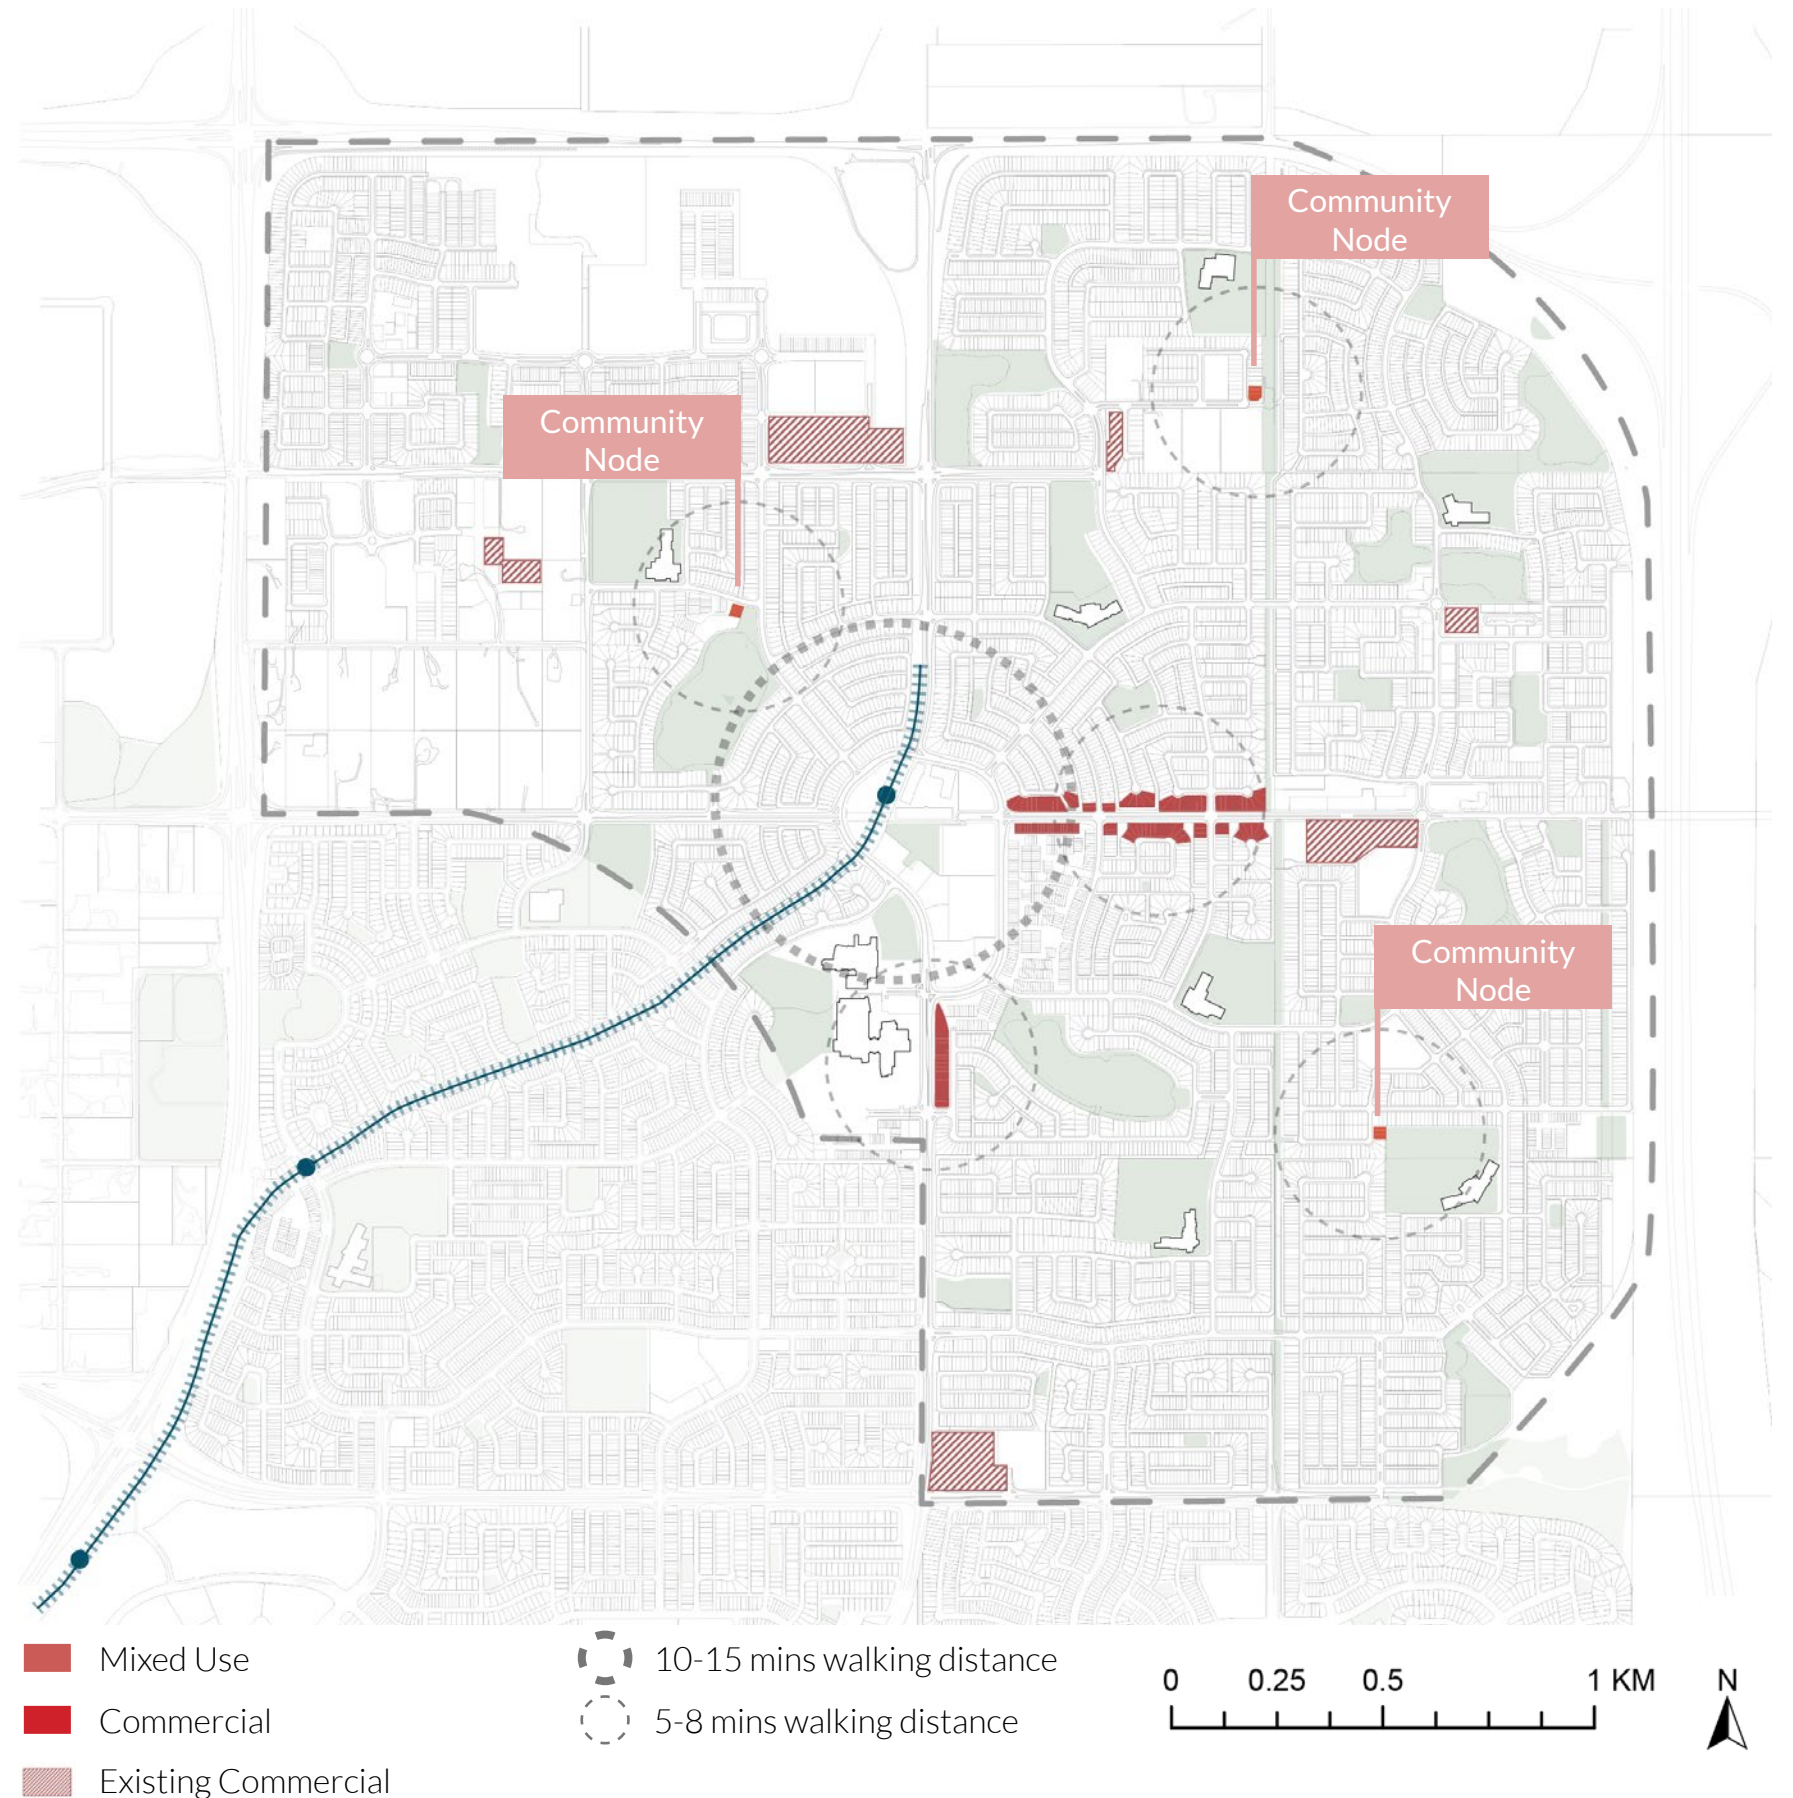 Community
Node
Community
Node
Community
Node
Mixed Use
Commercial
Existing Commercial
10-15 mins walking distance
5-8 mins walking distance
0 0.25 0.5 1 KM
N